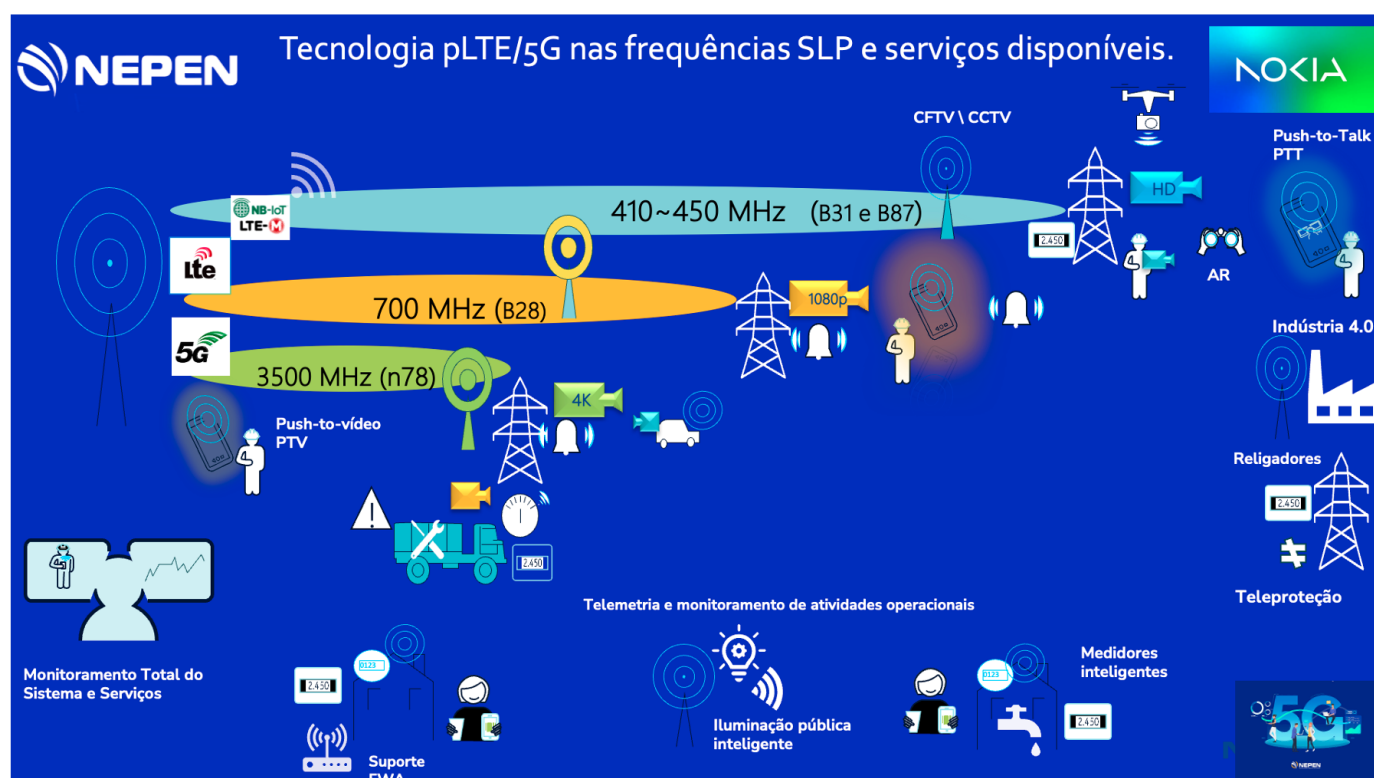 NEPEN
Tecnologia pLTE/5G nas frequências SLP e serviços disponíveis.
NOKIA
CFTV \ CCTV
Push-to-Talk
PTT
NB-IoT
LTE-M
410~450 MHz (B31 e B87)
HD
2.450
AR
Lte
700 MHz (B28)
1080p
Indústria 4.0
5G
3500 MHz (n78)
4K
Push-to-vídeo
PTV
Religadores
2.450
2.450
Teleproteção
Telemetria e monitoramento de atividades operacionais
Monitoramento Total do
Sistema e Serviços
0123
2.450
Medidores
inteligentes
0123
2.450
Iluminação pública
inteligente
Suporte
FWA
5G
NEPEN